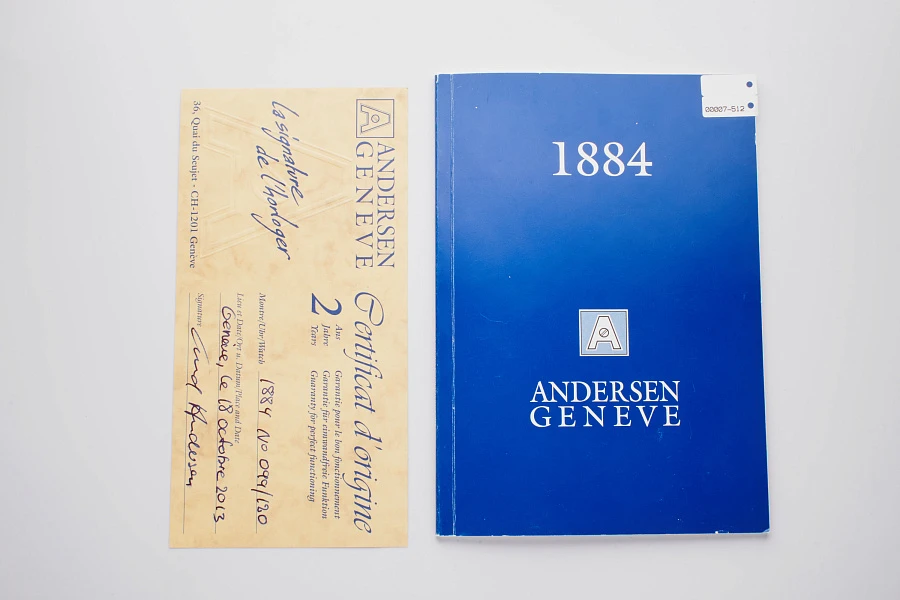 ANDERSEN
GENEVE
La signature
de l'horloger
36, Quai du Seujet - CH-1201 Genève
Certificat d'origine
2
Ans Garantie pour le bon fonctionnement
Jahre Garantie für einwandfreie Funktion
Years Guaranty for perfect functioning
Montre/Uhr/Watch 1884 No 099/180
Lieu et Date/Ort u. Datum/Place and Date
Genève, le 18 octobre 2013
Signature
00007-512
1884
A
ANDERSEN
GENEVE